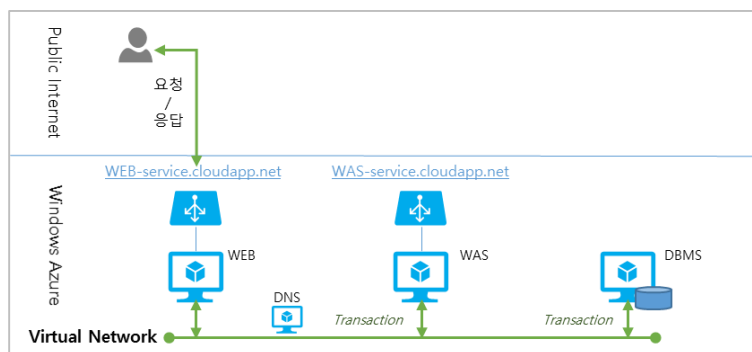 Public Internet
요청
/
응답
WEB-service.cloudapp.net
WAS-service.cloudapp.net
Windows Azure
WEB
WAS
DBMS
DNS
Transaction
Transaction
Virtual Network